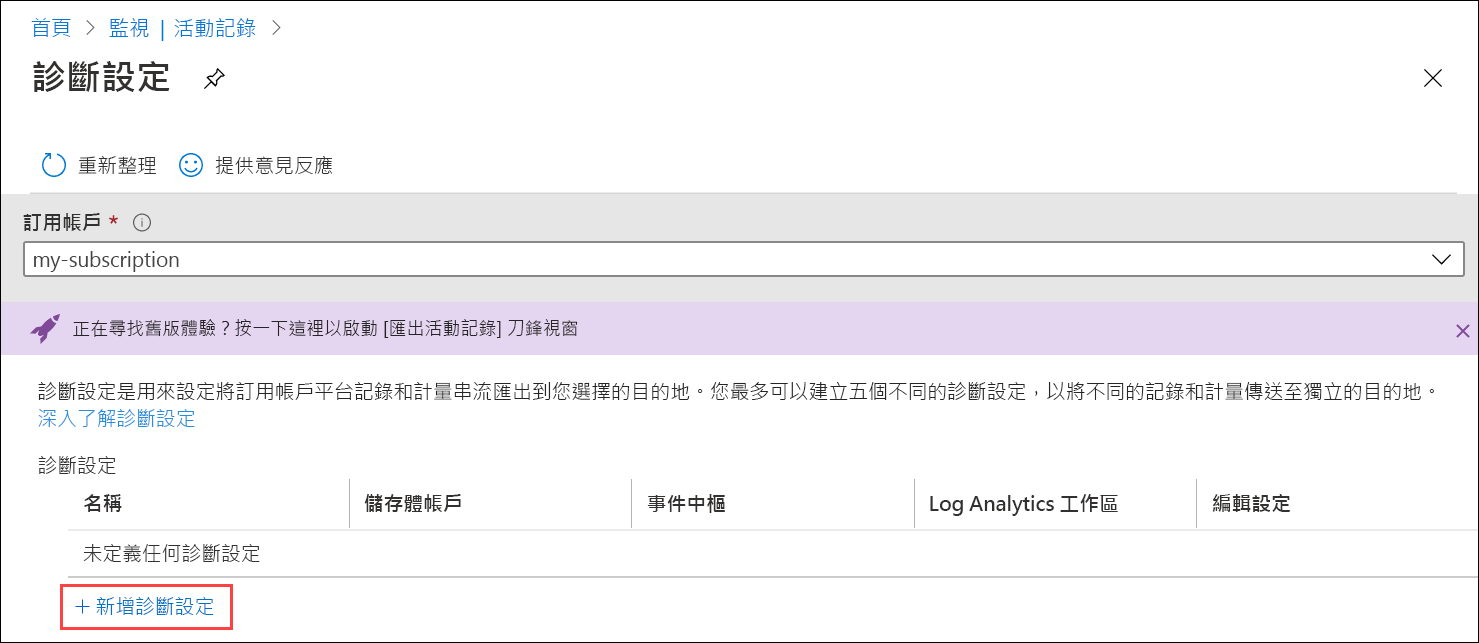 首頁 > 監視 | 活動記錄 >
診斷設定
重新整理 提供意見反應
訂用帳戶 *
my-subscription
正在尋找舊版體驗？按一下這裡以啟動 [匯出活動記錄] 刀鋒視窗
診斷設定是用來設定將訂用帳戶平台記錄和計量串流匯出到您選擇的目的地。您最多可以建立五個不同的診斷設定，以將不同的記錄和計量傳送至獨立的目的地。
深入了解診斷設定
診斷設定
名稱 儲存體帳戶 事件中樞 Log Analytics 工作區 編輯設定
未定義任何診斷設定
+ 新增診斷設定